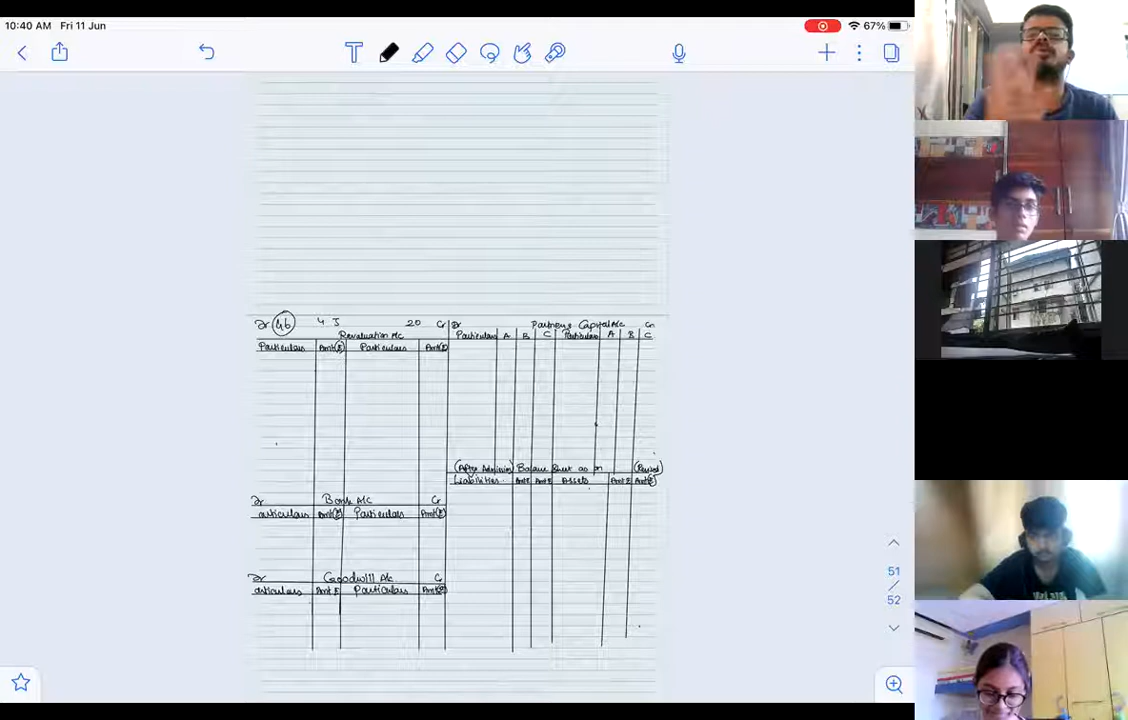 10:40 AM Fri 11 Jun
67%
46
Dr Revaluation A/c Cr
Particulars Amt(₹) Particulars Amt(₹)
Dr Partners Capital A/c Cr
Particulars A B C Particulars A B C
(After Admission) Balance Sheet as on (Revised)
Liabilities Amt ₹ Amt ₹ Assets Amt ₹ Amt(₹)
Dr Bank A/c Cr
articulars Amt(₹) Particulars Amt(₹)
Dr Goodwill A/c Cr
articulars Amt ₹ Particulars Amt(₹)
51
/
52